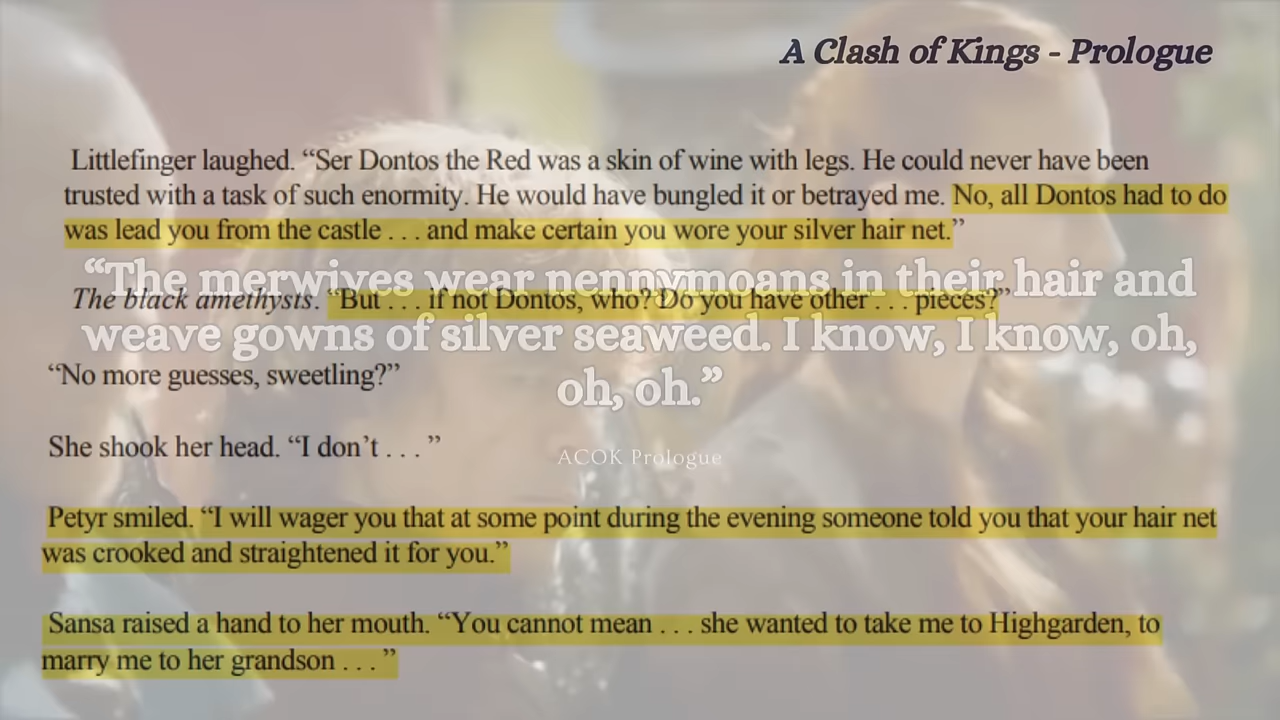 A Clash of Kings - Prologue
Littlefinger laughed. “Ser Dontos the Red was a skin of wine with legs. He could never have been
trusted with a task of such enormity. He would have bungled it or betrayed me. No, all Dontos had to do
was lead you from the castle . . . and make certain you wore your silver hair net.”
“The merwives wear nennymoans in their hair and
The black amethysts. “But . . . if not Dontos, who? Do you have other . . . pieces?”
weave gowns of silver seaweed. I know, I know, oh,
“No more guesses, sweetling?”
oh, oh.”
She shook her head. “I don’t . . . ”
ACOK Prologue
Petyr smiled. “I will wager you that at some point during the evening someone told you that your hair net
was crooked and straightened it for you.”
Sansa raised a hand to her mouth. “You cannot mean . . . she wanted to take me to Highgarden, to
marry me to her grandson . . . ”